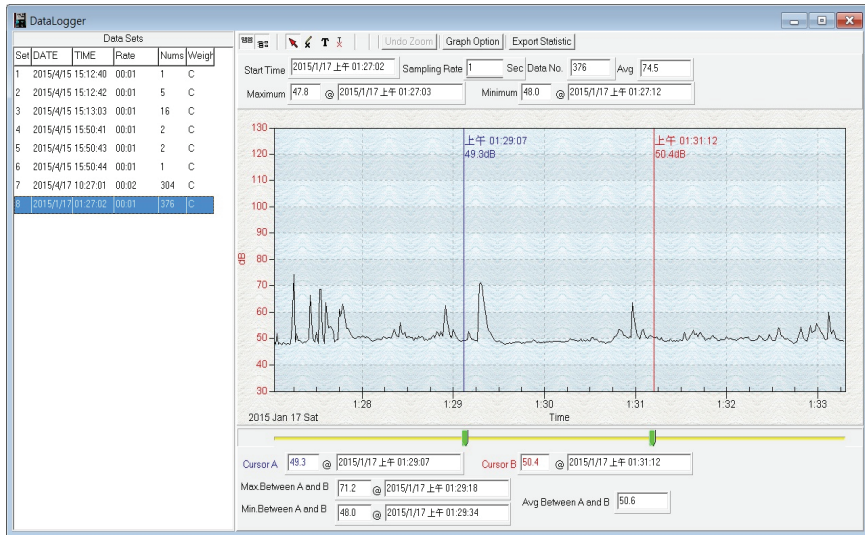 DataLogger
Data Sets
Set DATE TIME Rate Nums Weigh
1 2015/4/15 15:12:40 00:01 1 C
2 2015/4/15 15:12:42 00:01 5 C
3 2015/4/15 15:13:03 00:01 16 C
4 2015/4/15 15:50:41 00:01 2 C
5 2015/4/15 15:50:43 00:01 2 C
6 2015/4/15 15:50:44 00:01 1 C
7 2015/4/17 10:27:01 00:02 304 C
8 2015/1/17 01:27:02 00:01 376 C
T Undo Zoom Graph Option Export Statistic
Start Time 2015/1/17 上午 01:27:02 Sampling Rate 1 Sec Data No. 376 Avg 74.5
Maximum 47.8 @ 2015/1/17 上午 01:27:03 Minimum 48.0 @ 2015/1/17 上午 01:27:12
130
120
110
100
90
80
70
60
50
40
30
dB
上午 01:29:07
49.3dB
上午 01:31:12
50.4dB
1:28 1:29 1:30 1:31 1:32 1:33
2015 Jan 17 Sat Time
Cursor A 49.3 @ 2015/1/17 上午 01:29:07 Cursor B 50.4 @ 2015/1/17 上午 01:31:12
Max.Between A and B 71.2 @ 2015/1/17 上午 01:29:18
Min.Between A and B 48.0 @ 2015/1/17 上午 01:29:34
Avg Between A and B 50.6